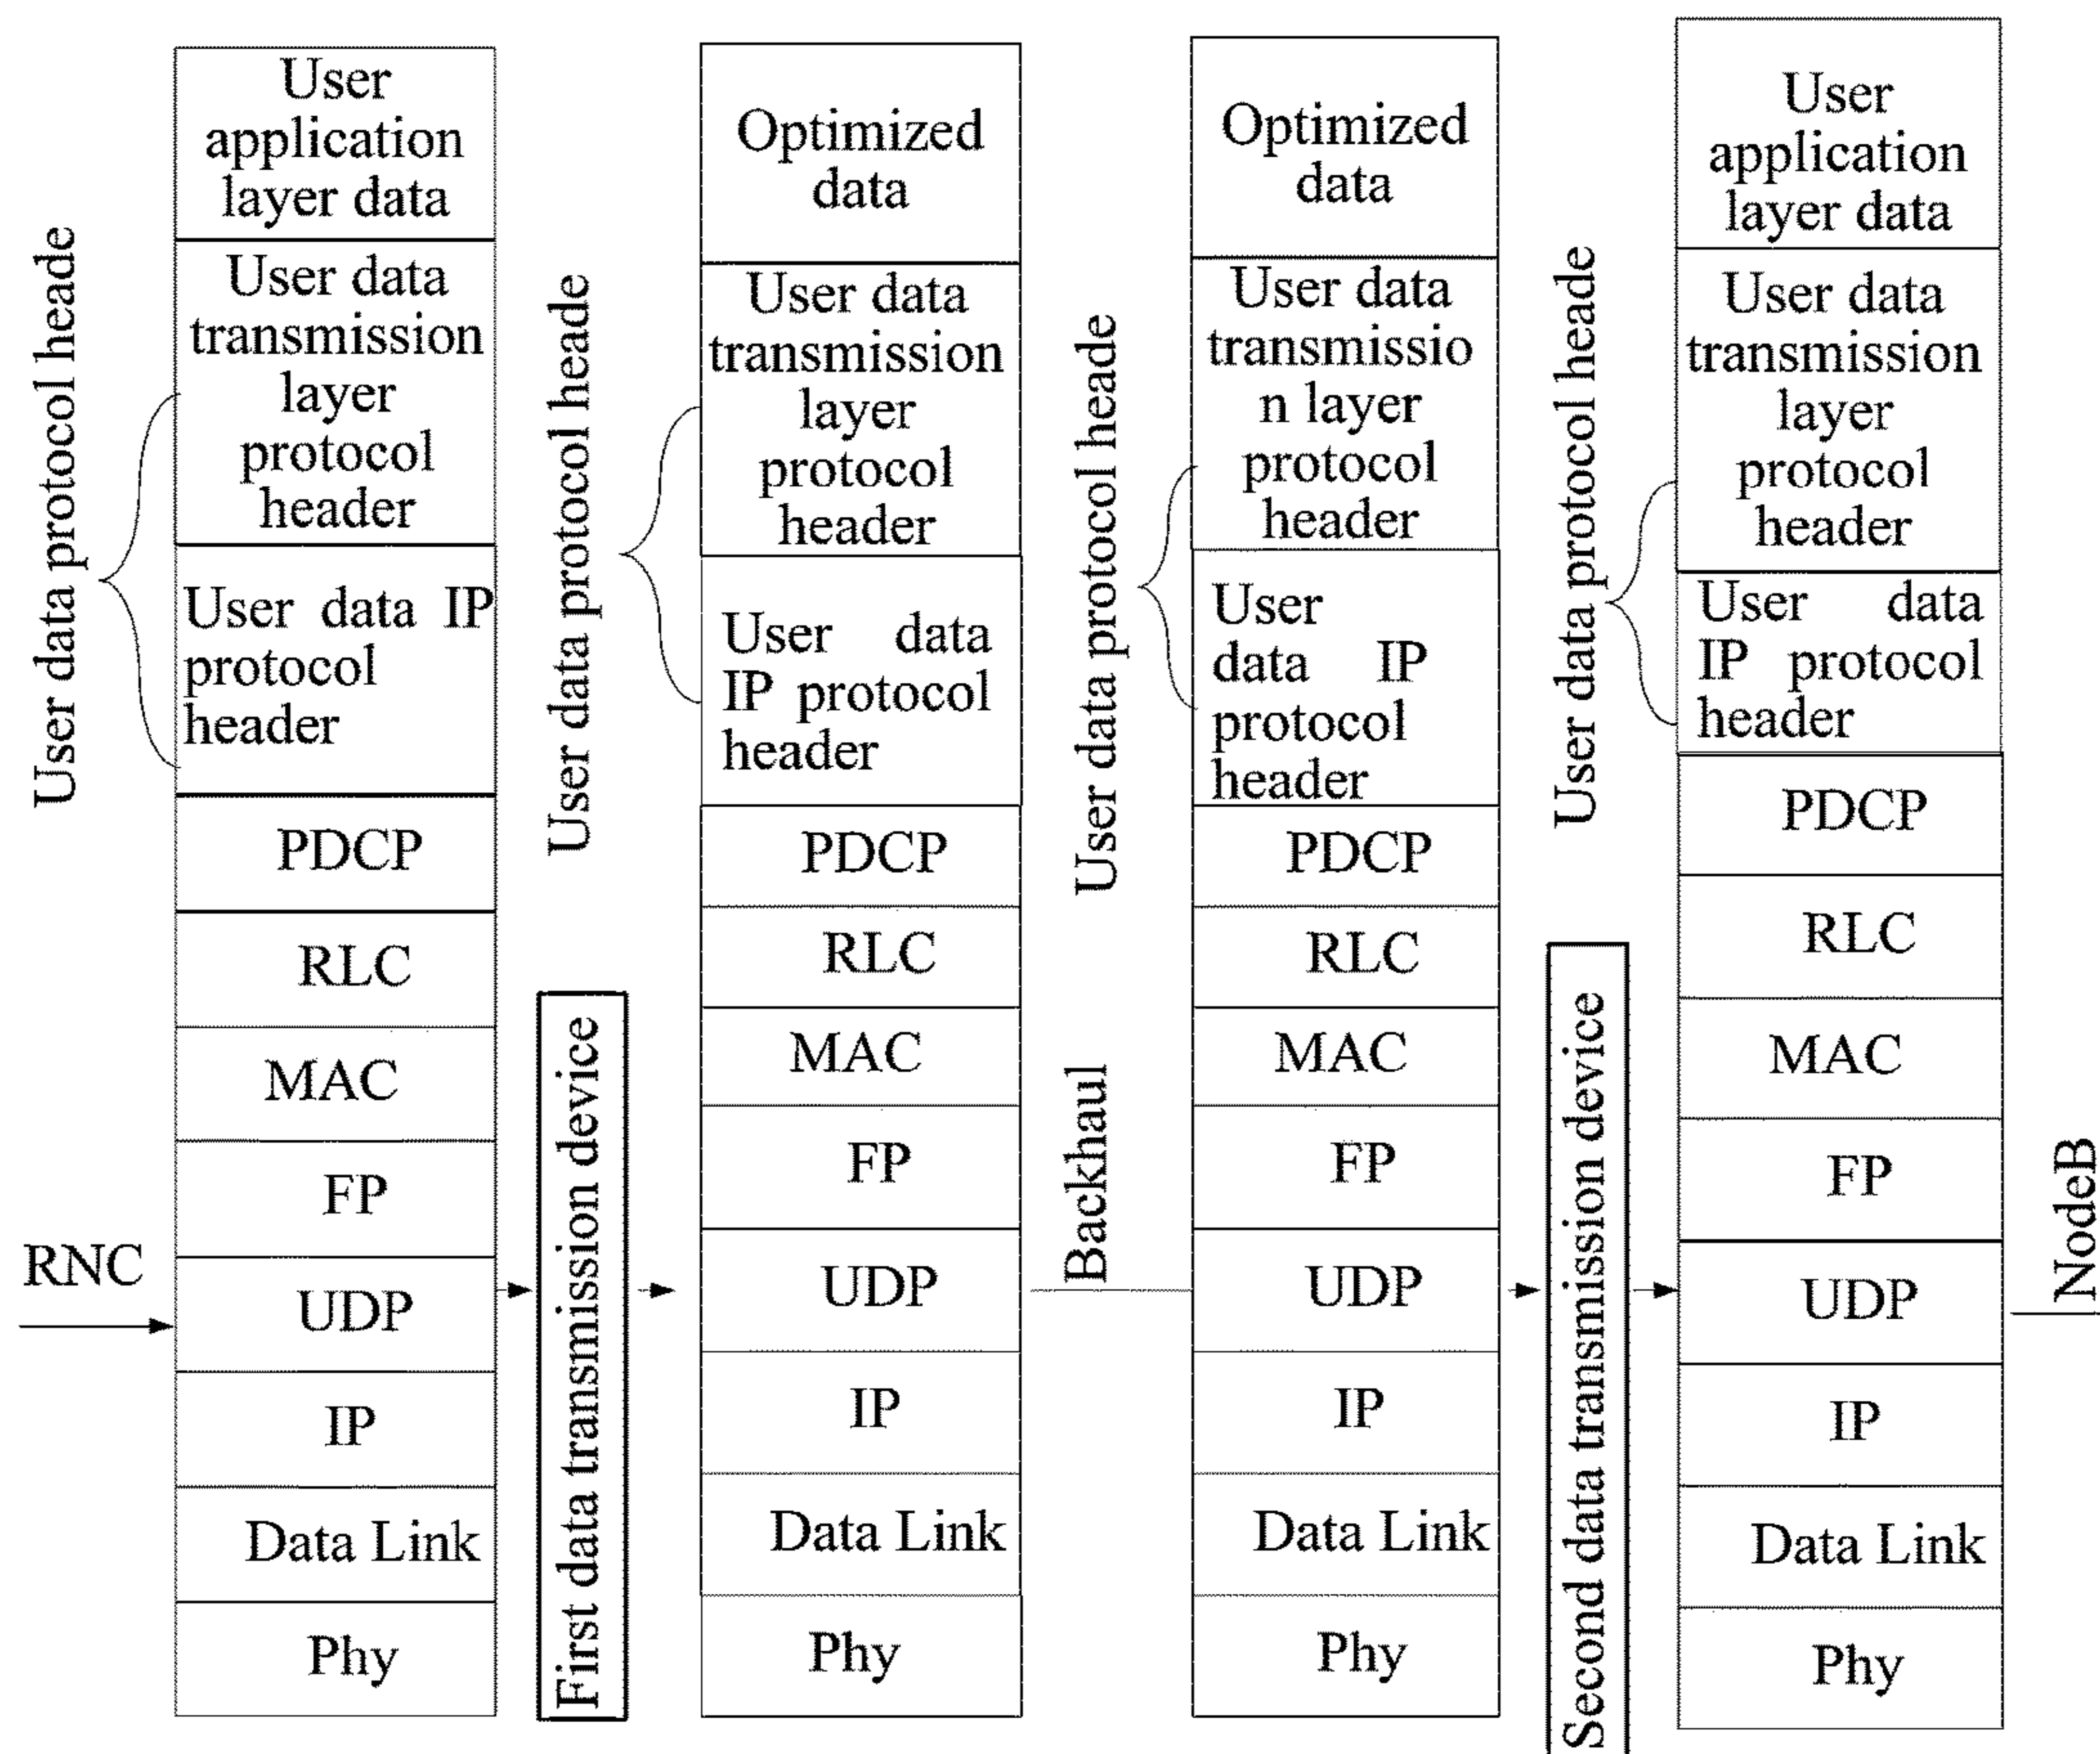 User
application
layer data
User data
transmission
layer
protocol
header
User data IP
protocol
header
PDCP
RLC
MAC
FP
UDP
IP
Data Link
Phy
User data protocol heade
RNC
First data transmission device
Optimized
data
User data
transmission
layer
protocol
header
User data
IP protocol
header
PDCP
RLC
MAC
FP
UDP
IP
Data Link
Phy
User data protocol heade
Backhaul
Optimized
data
User data
transmissio
n layer
protocol
header
User
data IP
protocol
header
PDCP
RLC
MAC
FP
UDP
IP
Data Link
Phy
User data protocol heade
Second data transmission device
User
application
layer data
User data
transmission
layer
protocol
header
User data
IP protocol
header
PDCP
RLC
MAC
FP
UDP
IP
Data Link
Phy
User data protocol heade
NodeB